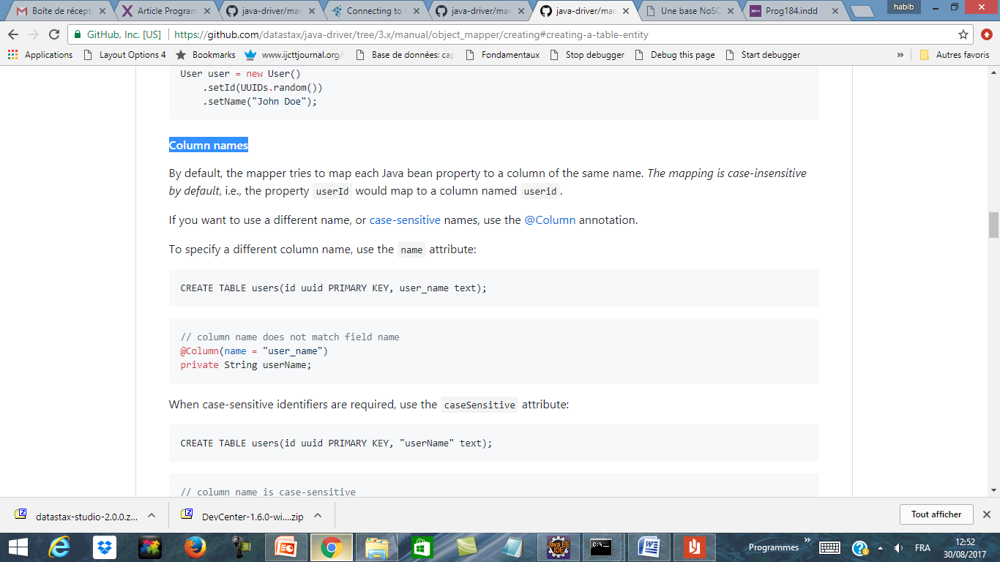 Boîte de récept
Article Program
java-driver/mar
Connecting to C
java-driver/mar
java-driver/mar
Une base NoSQ
Prog184.indd
habib
GitHub, Inc. [US]
https://github.com/datastax/java-driver/tree/3.x/manual/object_mapper/creating#creating-a-table-entity
Applications
Layout Options 4
Bookmarks
www.ijcttjournal.org/
Base de données: cap
Fondamentaux
Stop debugger
Debug this page
Start debugger
»
Autres favoris
User user = new User()
.setId(UUIDs.random())
.setName("John Doe");
Column names
By default, the mapper tries to map each Java bean property to a column of the same name. The mapping is case-insensitive
by default, i.e., the property userId would map to a column named userid.
If you want to use a different name, or case-sensitive names, use the @Column annotation.
To specify a different column name, use the name attribute:
CREATE TABLE users(id uuid PRIMARY KEY, user_name text);
// column name does not match field name
@Column(name = "user_name")
private String userName;
When case-sensitive identifiers are required, use the caseSensitive attribute:
CREATE TABLE users(id uuid PRIMARY KEY, "userName" text);
// column name is case-sensitive
datastax-studio-2.0.0.z...
DevCenter-1.6.0-wi....zip
Tout afficher
Java EE
IDE
C:\_
Programmes
»
FRA
12:52
30/08/2017